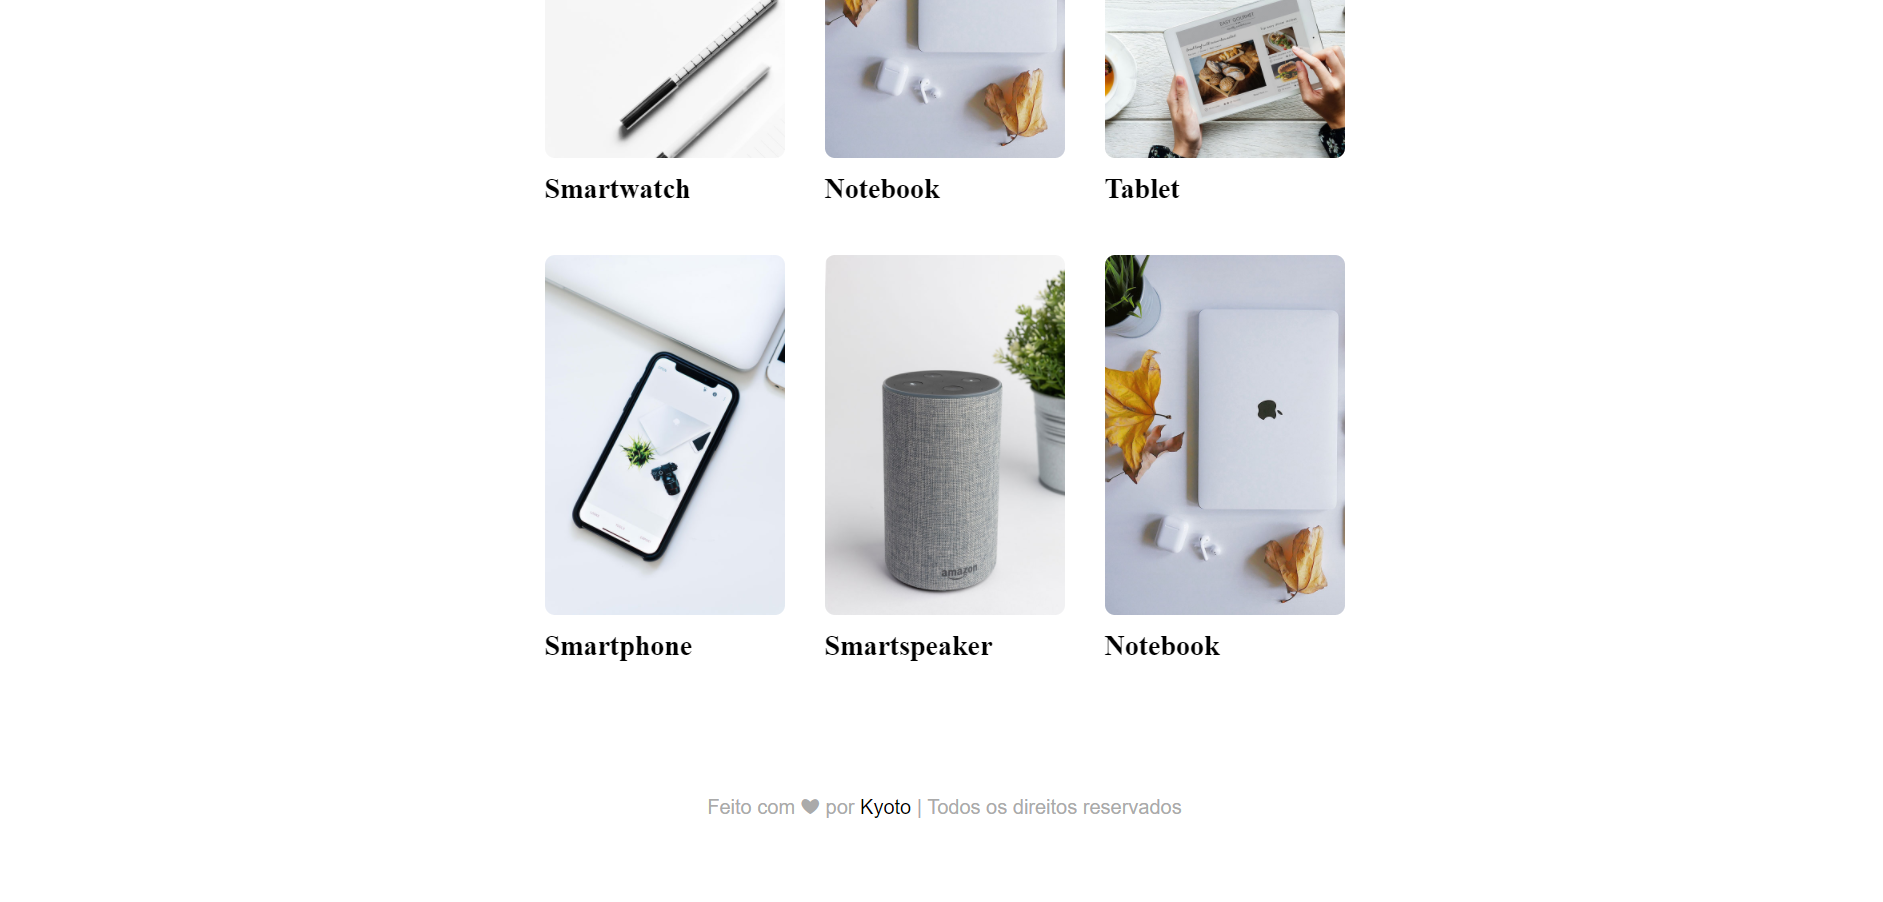 Smartwatch
Notebook
Tablet
amazon
Smartphone
Smartspeaker
Notebook
Feito com ♥ por Kyoto | Todos os direitos reservados